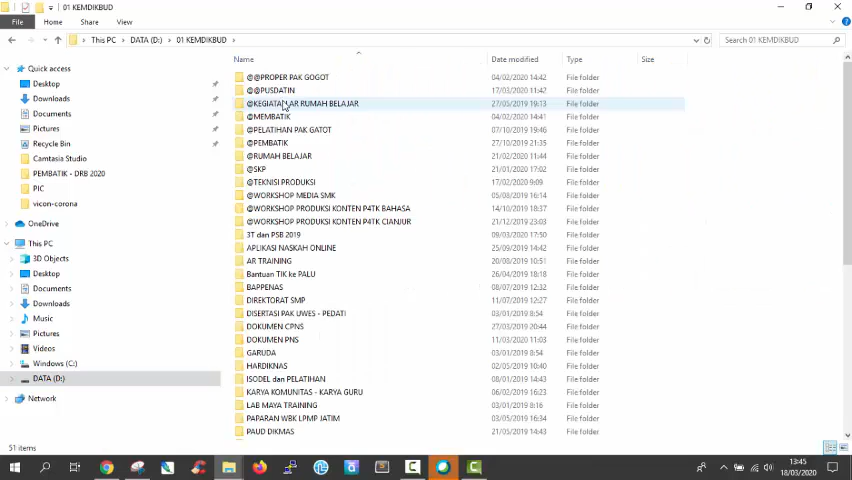 01 KEMDIKBUD
File Home Share View
This PC > DATA (D:) > 01 KEMDIKBUD >
Search 01 KEMDIKBUD
Quick access
Desktop
Downloads
Documents
Pictures
Recycle Bin
Camtasia Studio
PEMBATIK - DRB 2020
PIC
vicon-corona
OneDrive
This PC
3D Objects
Desktop
Documents
Downloads
Music
Pictures
Videos
Windows (C:)
DATA (D:)
Network
Name Date modified Type Size
@@PROPER PAK GOGOT 04/02/2020 14:42 File folder
@@PUSDATIN 17/03/2020 11:42 File folder
@KEGIATAN AR RUMAH BELAJAR 27/05/2019 19:13 File folder
@MEMBATIK 04/02/2020 14:41 File folder
@PELATIHAN PAK GATOT 07/10/2019 19:46 File folder
@PEMBATIK 27/10/2019 21:35 File folder
@RUMAH BELAJAR 21/02/2020 11:44 File folder
@SKP 21/01/2020 17:02 File folder
@TEKNISI PRODUKSI 17/02/2020 9:09 File folder
@WORKSHOP MEDIA SMK 05/08/2019 16:14 File folder
@WORKSHOP PRODUKSI KONTEN P4TK BAHASA 14/10/2019 18:37 File folder
@WORKSHOP PRODUKSI KONTEN P4TK CIANJUR 21/12/2019 23:03 File folder
3T dan PSB 2019 09/03/2020 17:50 File folder
APLIKASI NASKAH ONLINE 25/09/2019 14:42 File folder
AR TRAINING 20/08/2019 10:51 File folder
Bantuan TIK ke PALU 26/04/2019 18:18 File folder
BAPPENAS 08/07/2019 12:32 File folder
DIREKTORAT SMP 11/07/2019 12:27 File folder
DISERTASI PAK UWES - PEDATI 03/01/2019 8:54 File folder
DOKUMEN CPNS 27/03/2019 20:44 File folder
DOKUMEN PNS 11/03/2020 11:03 File folder
GARUDA 03/01/2019 8:54 File folder
HARDIKNAS 02/05/2019 10:40 File folder
ISODEL dan PELATIHAN 08/01/2019 14:43 File folder
KARYA KOMUNITAS - KARYA GURU 06/02/2019 16:23 File folder
LAB MAYA TRAINING 03/01/2019 8:16 File folder
PAPARAN WBK LPMP JATIM 03/05/2019 16:34 File folder
PAUD DIKMAS 21/05/2019 14:43 File folder
51 items
13:45
18/03/2020